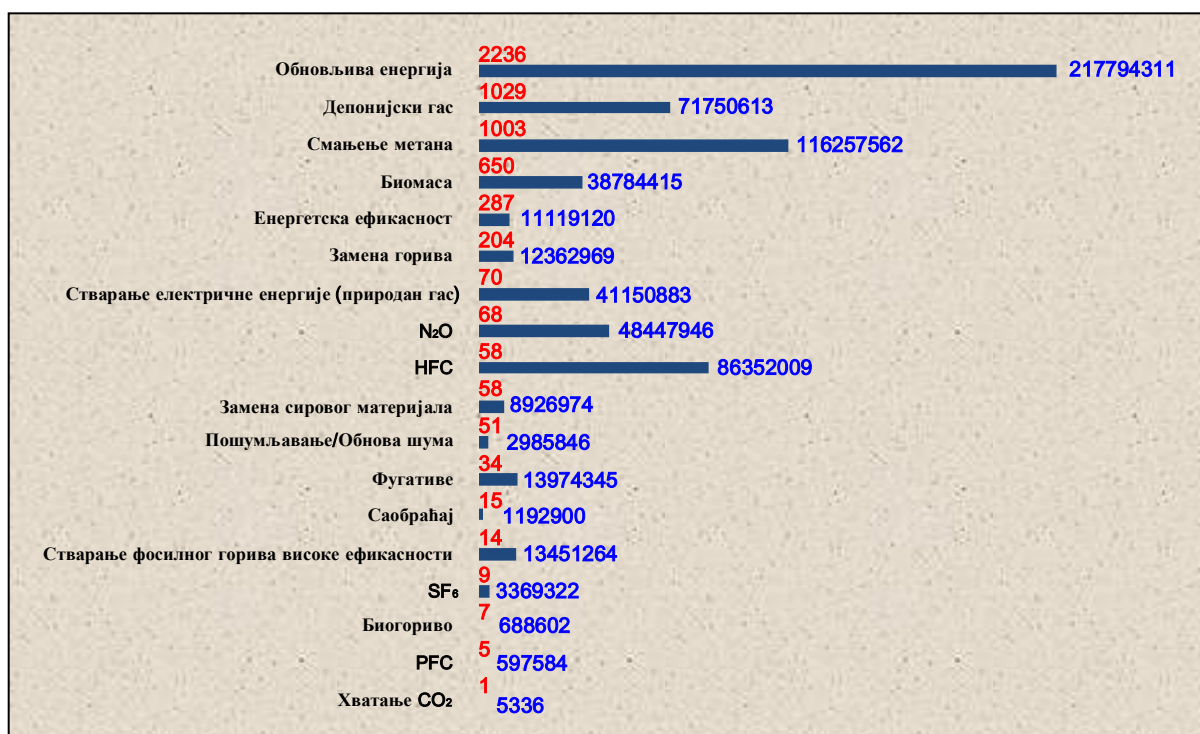 2236
Обновљива енергија 217794311
1029
Депонијски гас 71750613
1003
Смањење метана 116257562
650
Биомаса 38784415
287
Енергетска ефикасност 11119120
204
Замена горива 12362969
70
Стварање електричне енергије (природан гас) 41150883
68
N₂O 48447946
58
HFC 86352009
58
Замена сировог материјала 8926974
51
Пошумљавање/Обнова шума 2985846
34
Фугативе 13974345
15
Саобраћај 1192900
14
Стварање фосилног горива високе ефикасности 13451264
9
SF₆ 3369322
7
Биогориво 688602
5
PFC 597584
1
Хватање CO₂ 5336